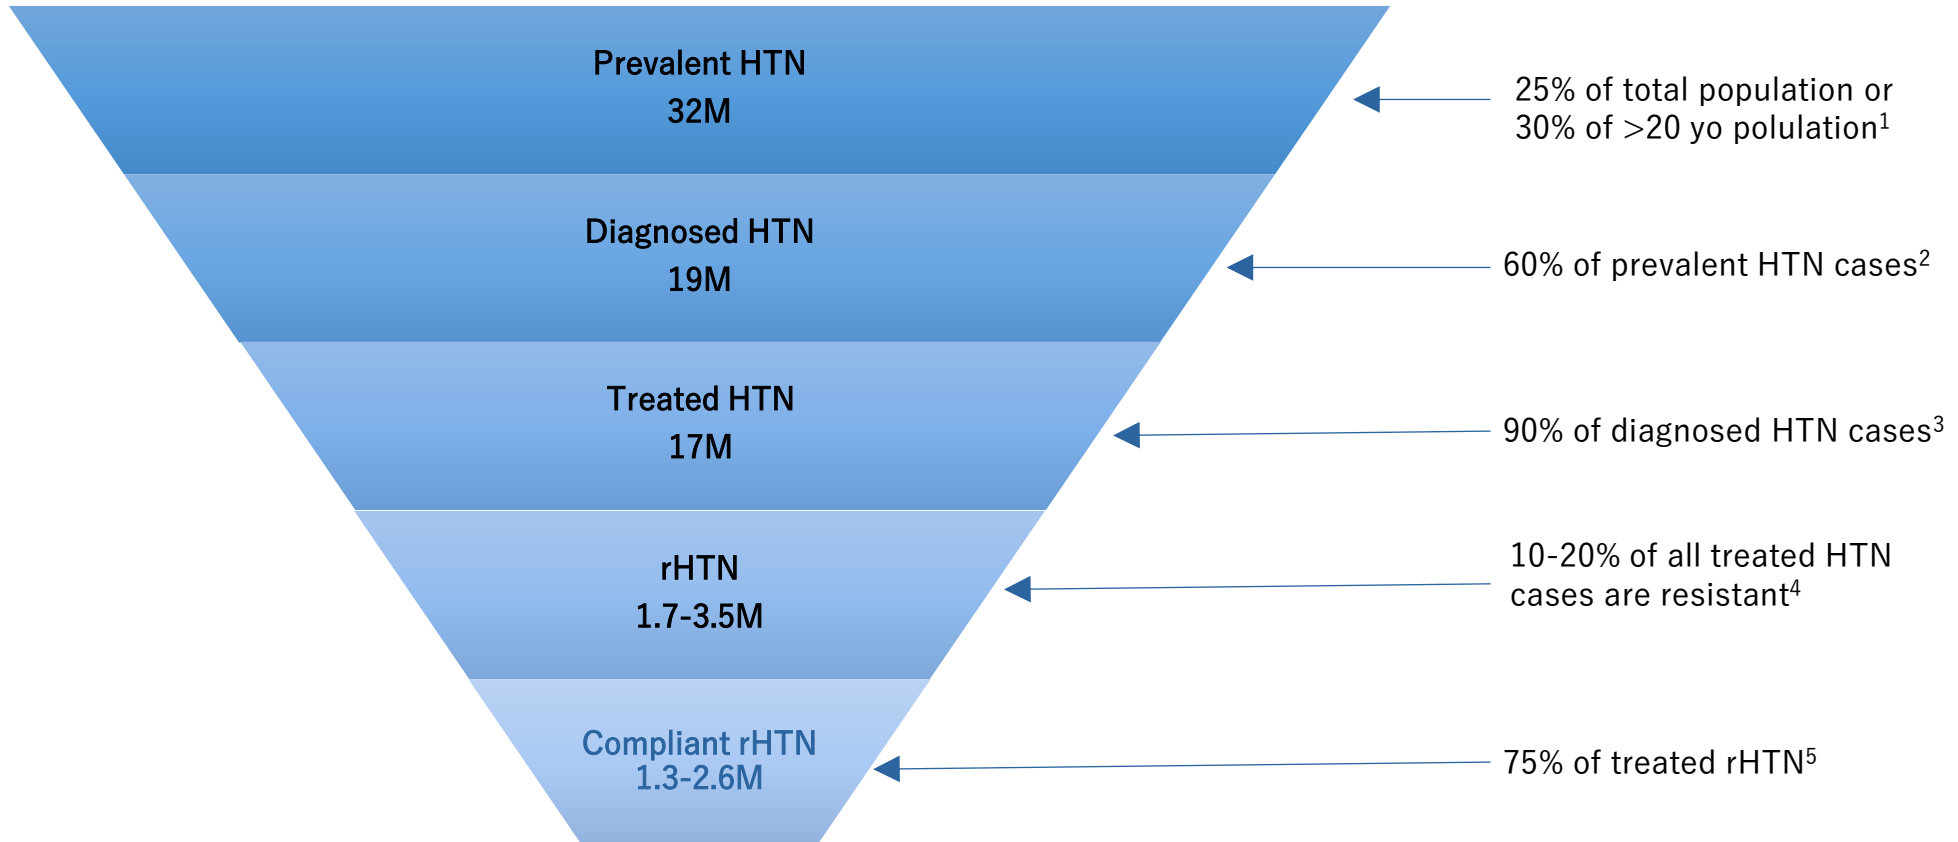 Prevalent HTN
32M
25% of total population or
30% of >20 yo polulation¹
Diagnosed HTN
19M
60% of prevalent HTN cases²
Treated HTN
17M
90% of diagnosed HTN cases³
rHTN
1.7-3.5M
10-20% of all treated HTN
cases are resistant⁴
Compliant rHTN
1.3-2.6M
75% of treated rHTN⁵